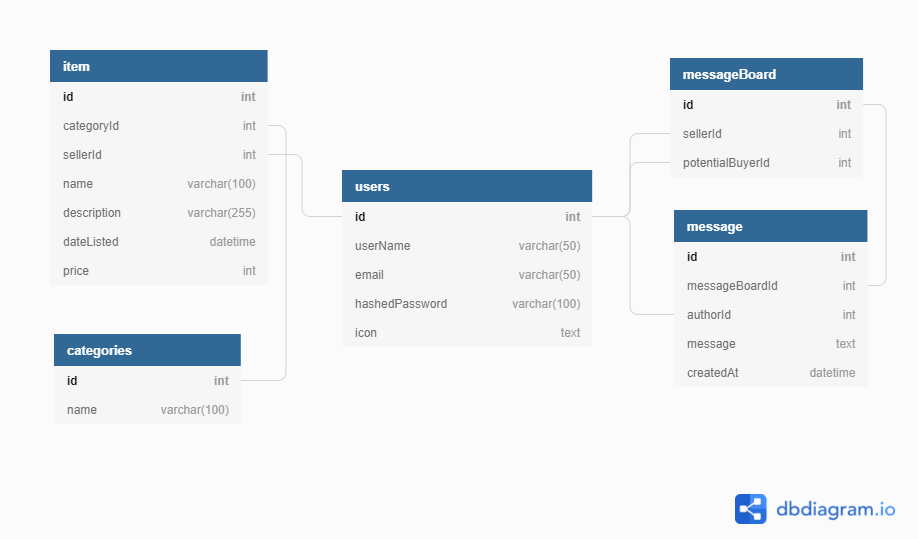 item
id int
categoryId int
sellerId int
name varchar(100)
description varchar(255)
dateListed datetime
price int
categories
id int
name varchar(100)
users
id int
userName varchar(50)
email varchar(50)
hashedPassword varchar(100)
icon text
messageBoard
id int
sellerId int
potentialBuyerId int
message
id int
messageBoardId int
authorId int
message text
createdAt datetime
dbdiagram.io